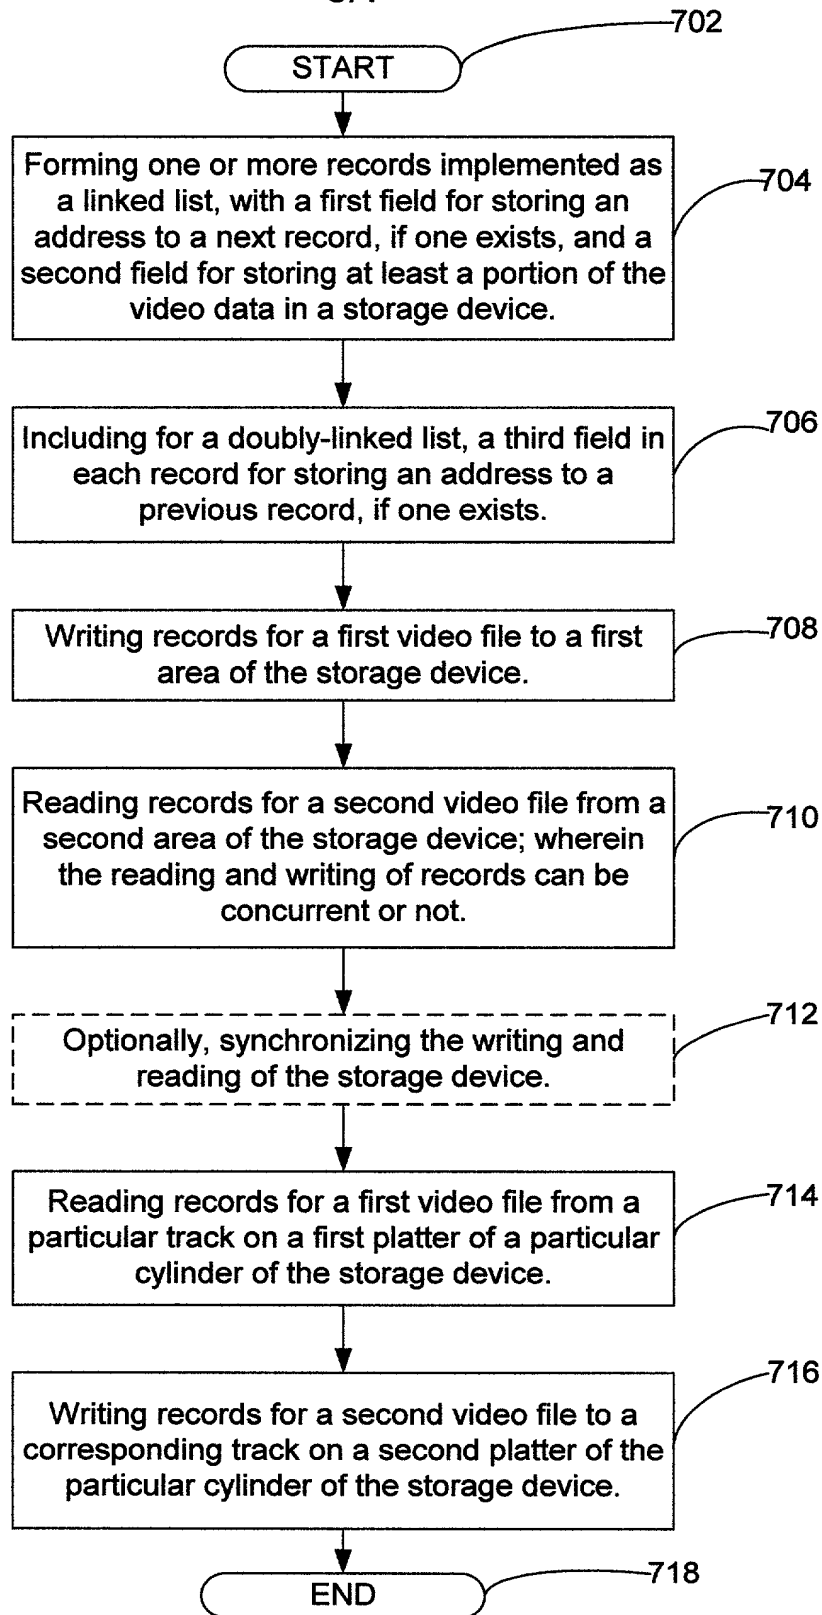 702
START
Forming one or more records implemented as
a linked list, with a first field for storing an
address to a next record, if one exists, and a
second field for storing at least a portion of the
video data in a storage device.
704
Including for a doubly-linked list, a third field in
each record for storing an address to a
previous record, if one exists.
706
Writing records for a first video file to a first
area of the storage device.
708
Reading records for a second video file from a
second area of the storage device; wherein
the reading and writing of records can be
concurrent or not.
710
Optionally, synchronizing the writing and
reading of the storage device.
712
Reading records for a first video file from a
particular track on a first platter of a particular
cylinder of the storage device.
714
Writing records for a second video file to a
corresponding track on a second platter of the
particular cylinder of the storage device.
716
END
718